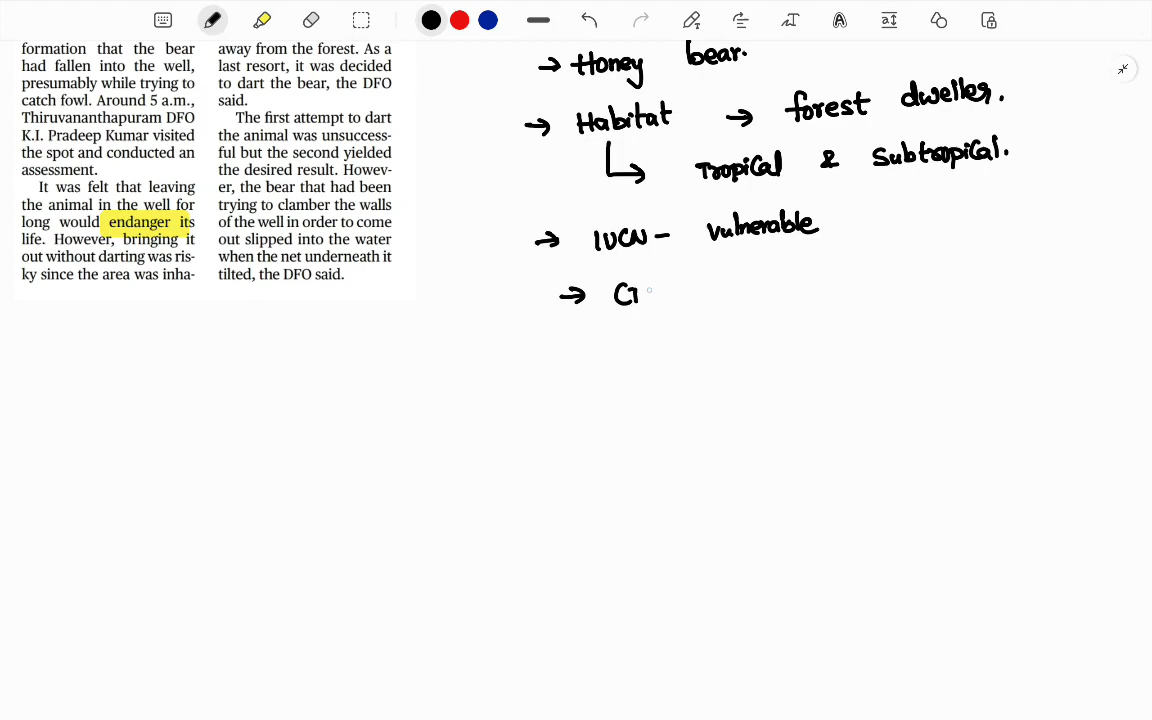 formation that the bear
had fallen into the well,
presumably while trying to
catch fowl. Around 5 a.m.,
Thiruvananthapuram DFO
K.I. Pradeep Kumar visited
the spot and conducted an
assessment.
It was felt that leaving
the animal in the well for
long would endanger its
life. However, bringing it
out without darting was ris-
ky since the area was inha-
away from the forest. As a
last resort, it was decided
to dart the bear, the DFO
said.
The first attempt to dart
the animal was unsuccess-
ful but the second yielded
the desired result. Howev-
er, the bear that had been
trying to clamber the walls
of the well in order to come
out slipped into the water
when the net underneath it
tilted, the DFO said.
→ Honey bear.
→ Habitat → forest dweller.
↳ Tropical & Subtropical.
→ IUCN - Vulnerable
→ CI